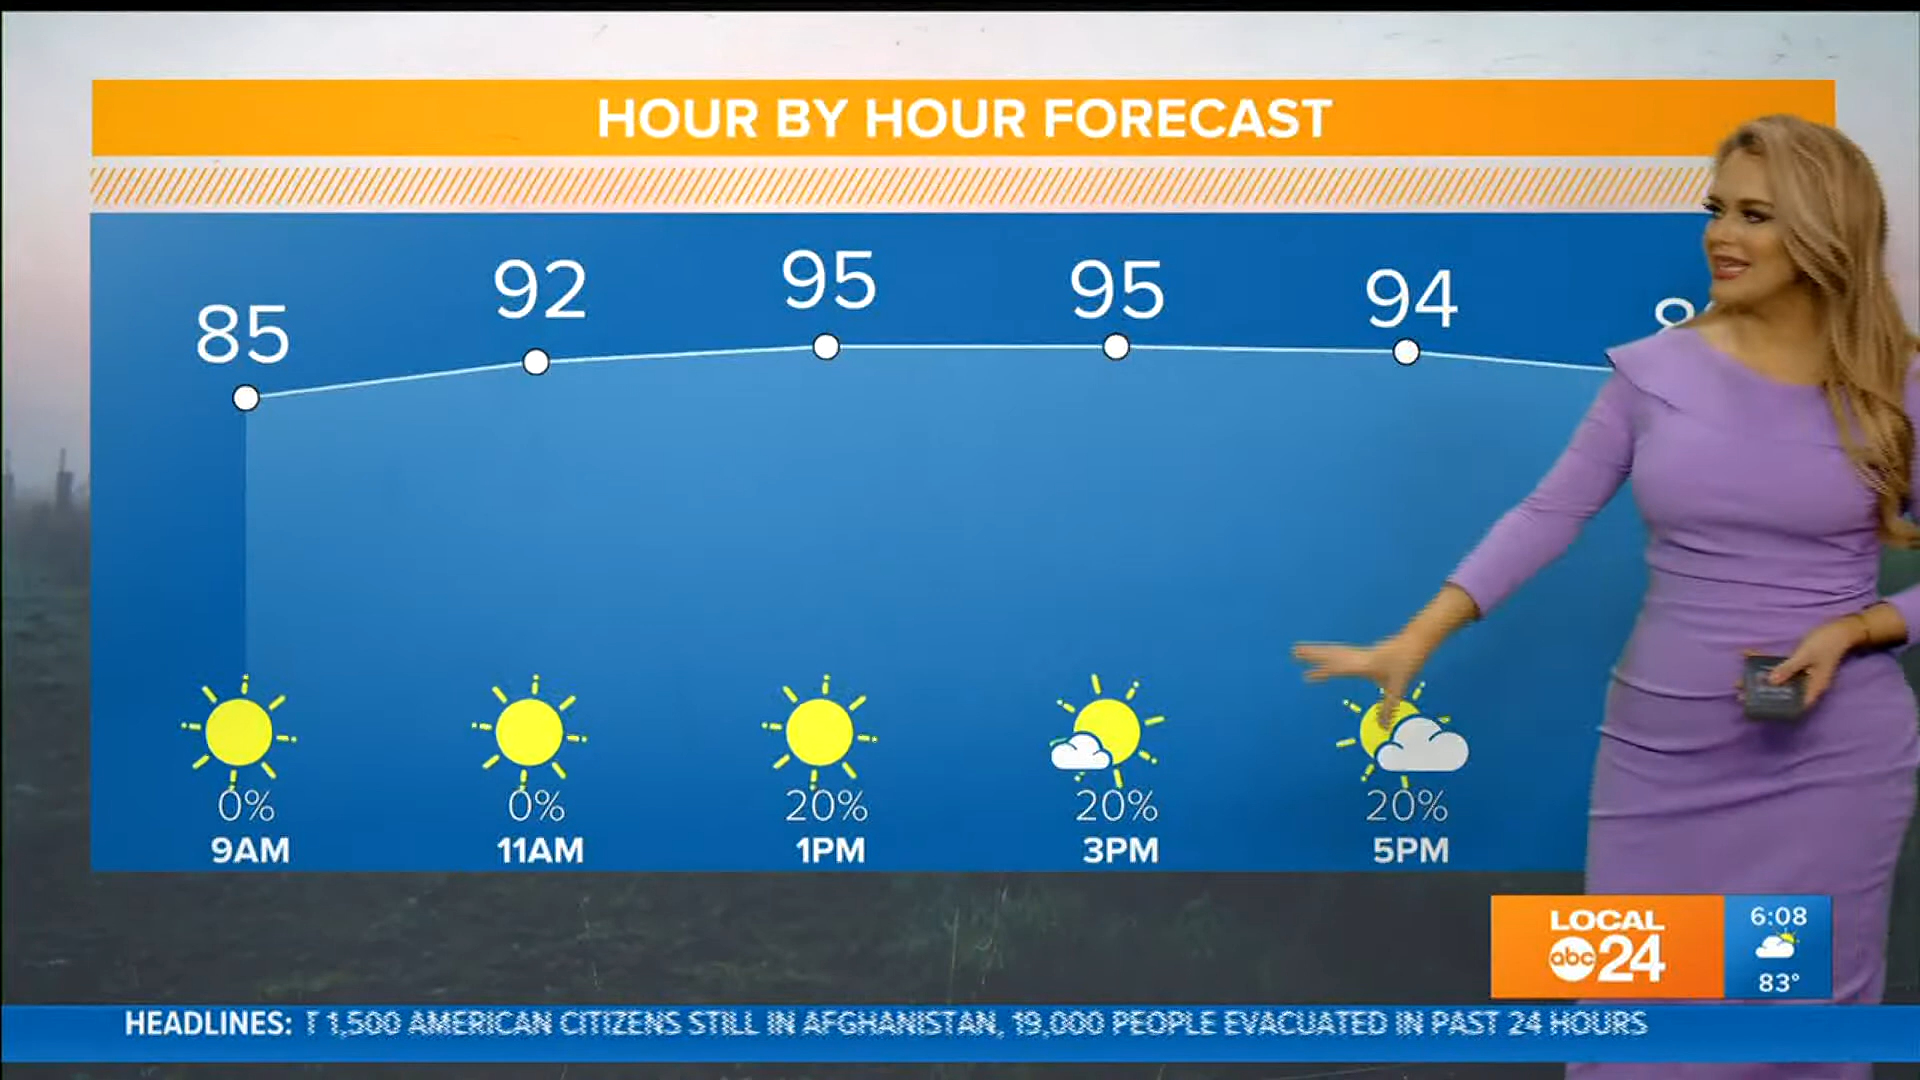 HOUR BY HOUR FORECAST
85 92 95 95 94
0% 0% 20% 20% 20%
9AM 11AM 1PM 3PM 5PM
LOCAL
abc 24
6:08
83°
HEADLINES: T 1,500 AMERICAN CITIZENS STILL IN AFGHANISTAN, 19,000 PEOPLE EVACUATED IN PAST 24 HOURS